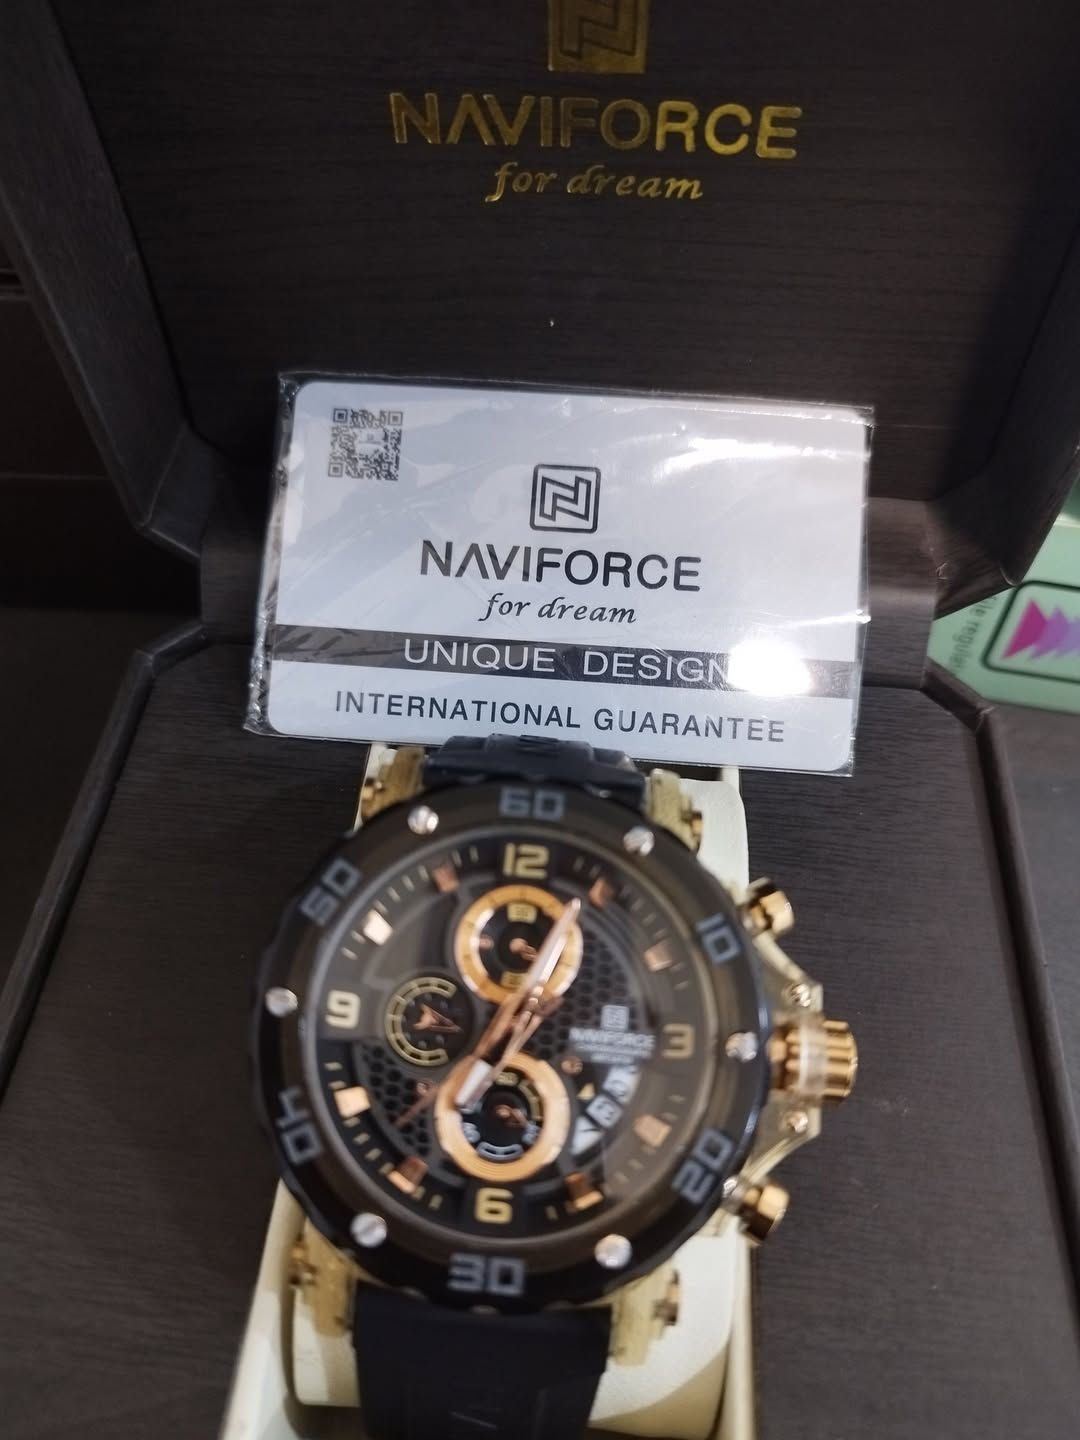 NAVIFORCE
for dream
NAVIFORCE
for dream
UNIQUE DESIGN
INTERNATIONAL GUARANTEE
60
10
20
30
40
50
12
3
6
9
NAVIFORCE